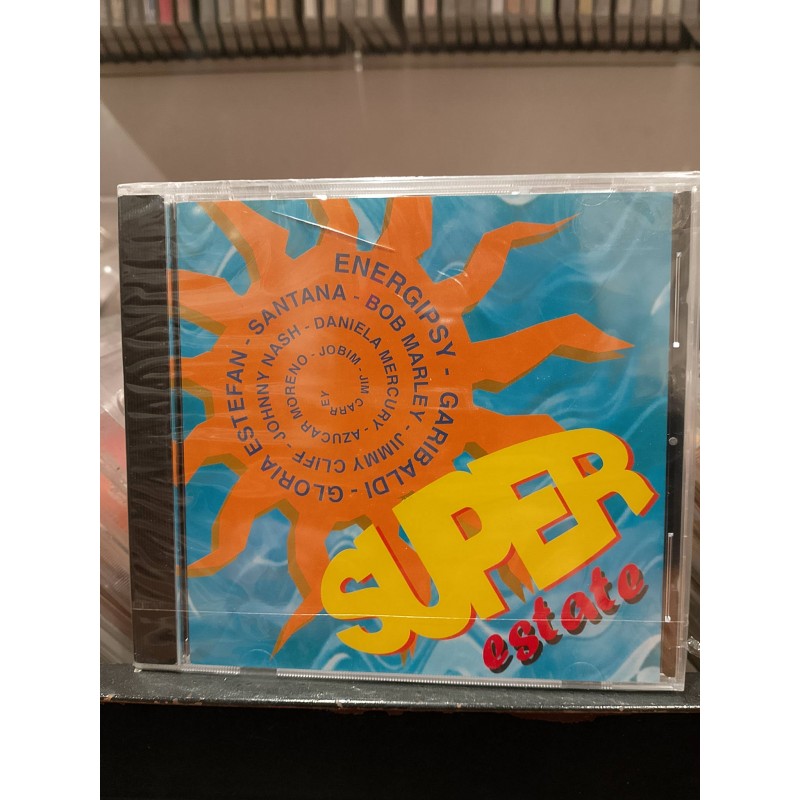 ENERGIPSY - GARIBALDI - GLORIA ESTEFAN - SANTANA - BOB MARLEY - JIMMY CLIFF - JOHNNY NASH - DANIELA MERCURY - AZUCAR MORENO - JOBIM - JIM CARREY
SUPER
estate